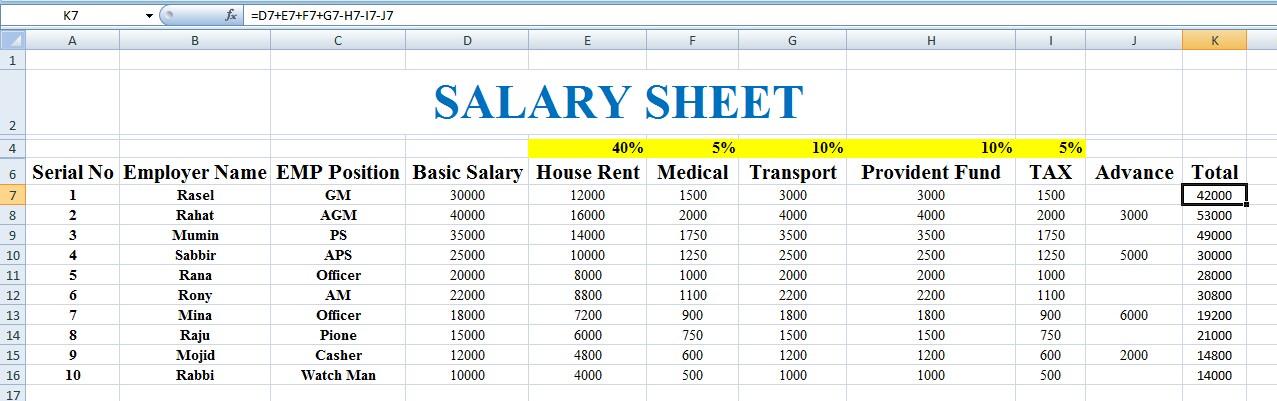 K7 fx =D7+E7+F7+G7-H7-I7-J7
A B C D E F G H I J K
1
2 SALARY SHEET
4 40% 5% 10% 10% 5%
6 Serial No Employer Name EMP Position Basic Salary House Rent Medical Transport Provident Fund TAX Advance Total
7 1 Rasel GM 30000 12000 1500 3000 3000 1500 42000
8 2 Rahat AGM 40000 16000 2000 4000 4000 2000 3000 53000
9 3 Mumin PS 35000 14000 1750 3500 3500 1750 49000
10 4 Sabbir APS 25000 10000 1250 2500 2500 1250 5000 30000
11 5 Rana Officer 20000 8000 1000 2000 2000 1000 28000
12 6 Rony AM 22000 8800 1100 2200 2200 1100 30800
13 7 Mina Officer 18000 7200 900 1800 1800 900 6000 19200
14 8 Raju Pione 15000 6000 750 1500 1500 750 21000
15 9 Mojid Casher 12000 4800 600 1200 1200 600 2000 14800
16 10 Rabbi Watch Man 10000 4000 500 1000 1000 500 14000
17